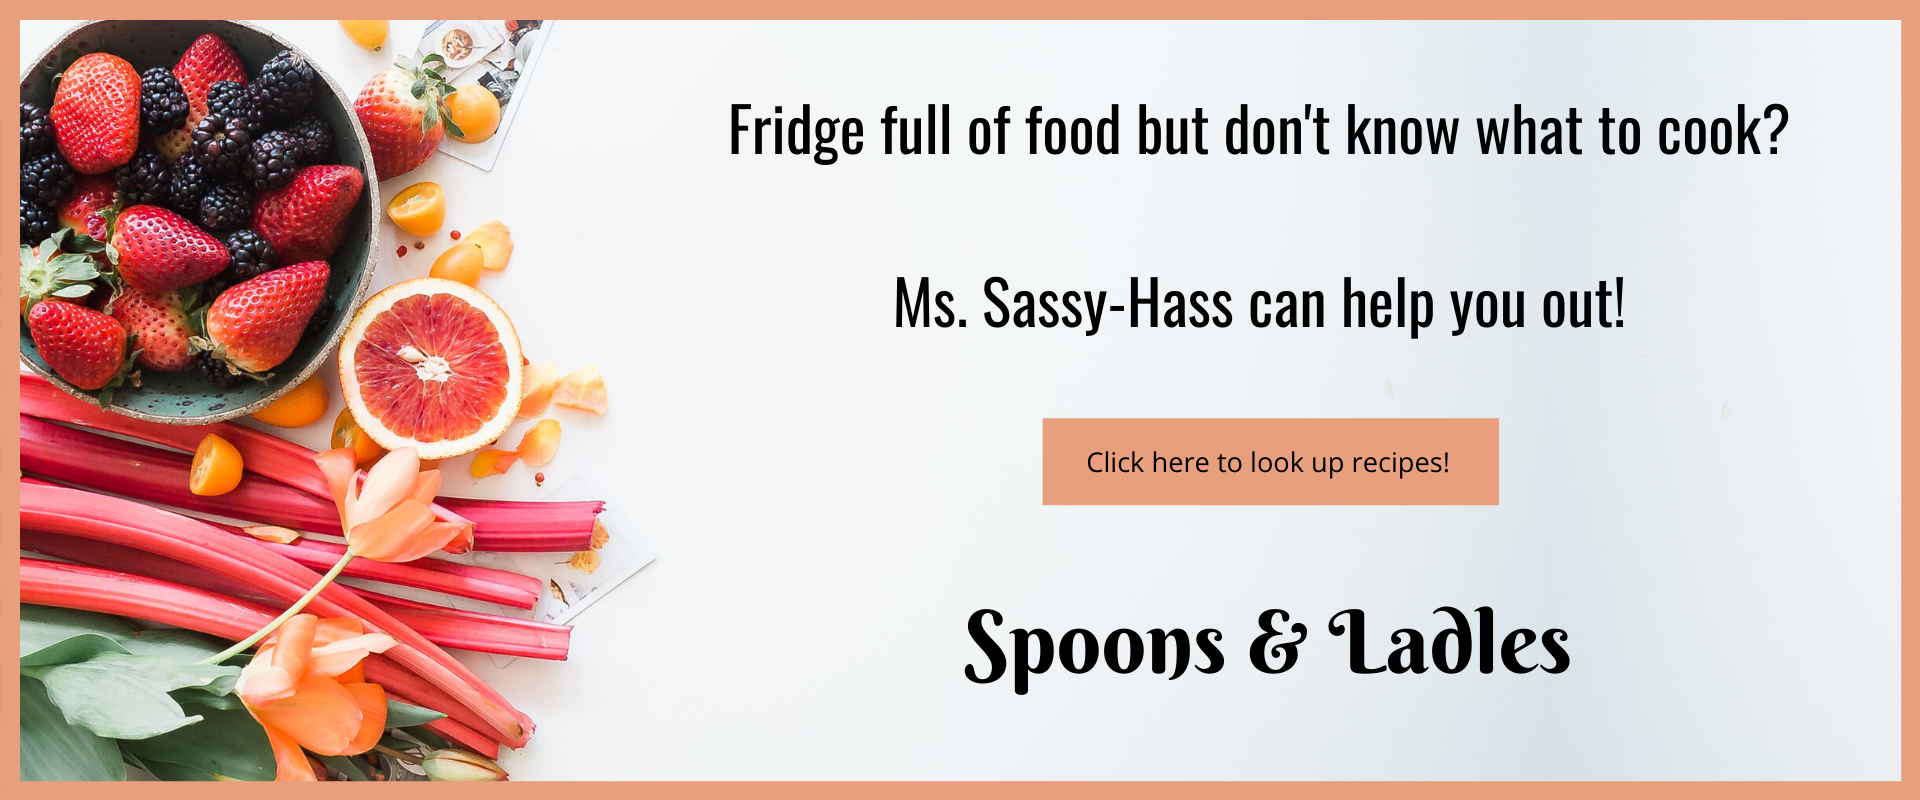 Fridge full of food but don't know what to cook?
Ms. Sassy-Hass can help you out!
Click here to look up recipes!
Spoons & Ladles